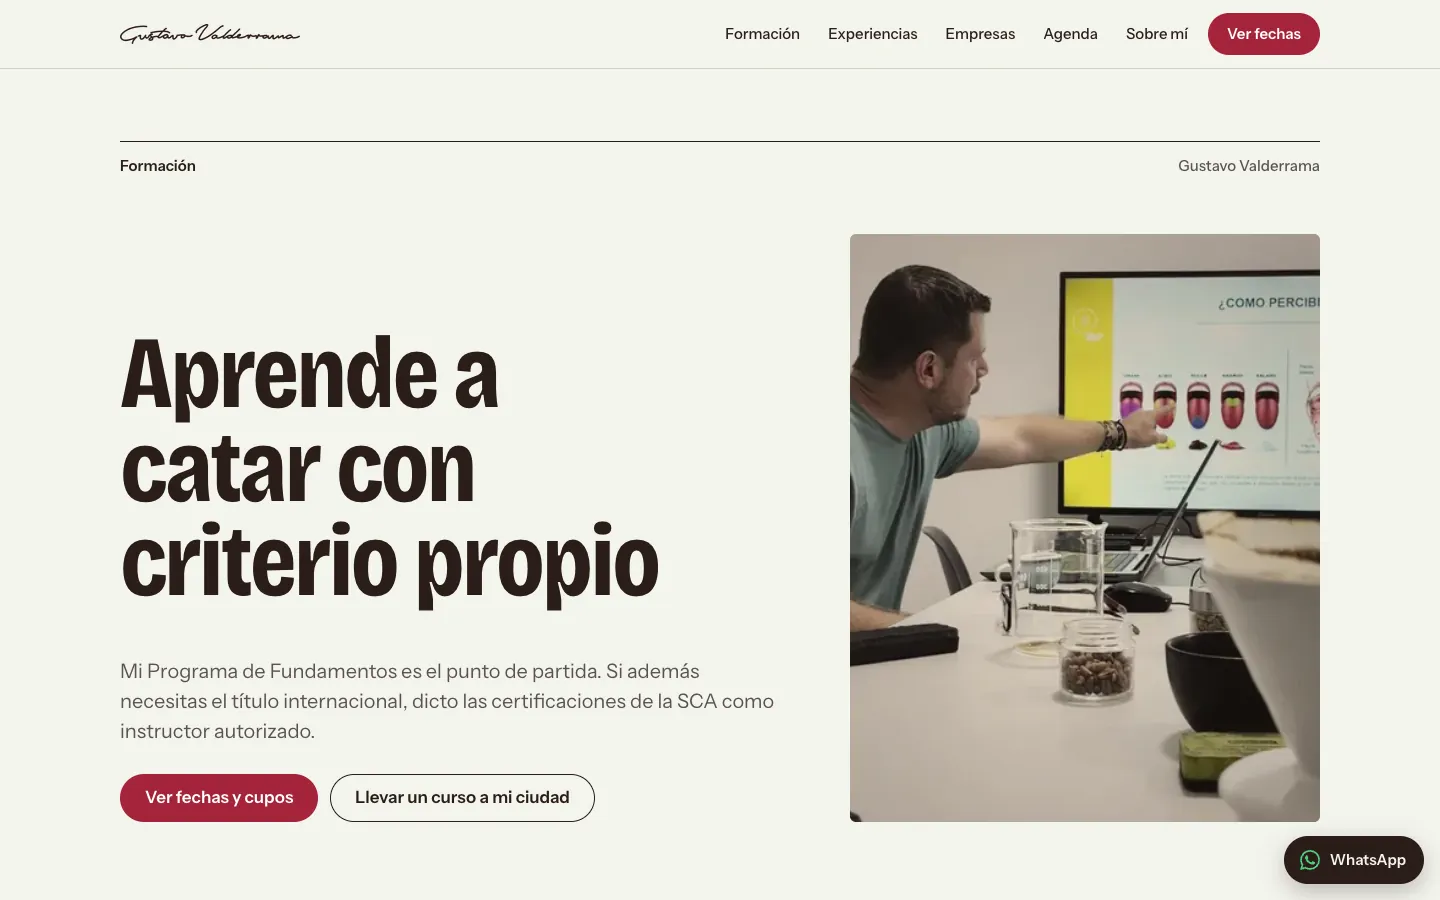 Gustavo Valderrama
Formación
Experiencias
Empresas
Agenda
Sobre mí
Ver fechas
Formación
Gustavo Valderrama
Aprende a
catar con
criterio propio
¿COMO PERCIBI
Mi Programa de Fundamentos es el punto de partida. Si además
necesitas el título internacional, dicto las certificaciones de la SCA como
instructor autorizado.
Ver fechas y cupos
Llevar un curso a mi ciudad
WhatsApp